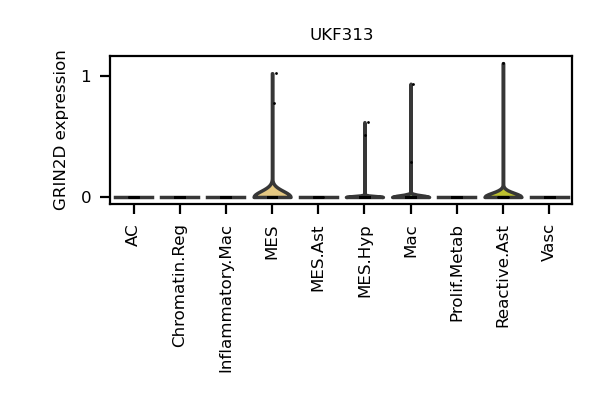 UKF313
GRIN2D expression
1
0
AC
Chromatin.Reg
Inflammatory.Mac
MES
MES.Ast
MES.Hyp
Mac
Prolif.Metab
Reactive.Ast
Vasc